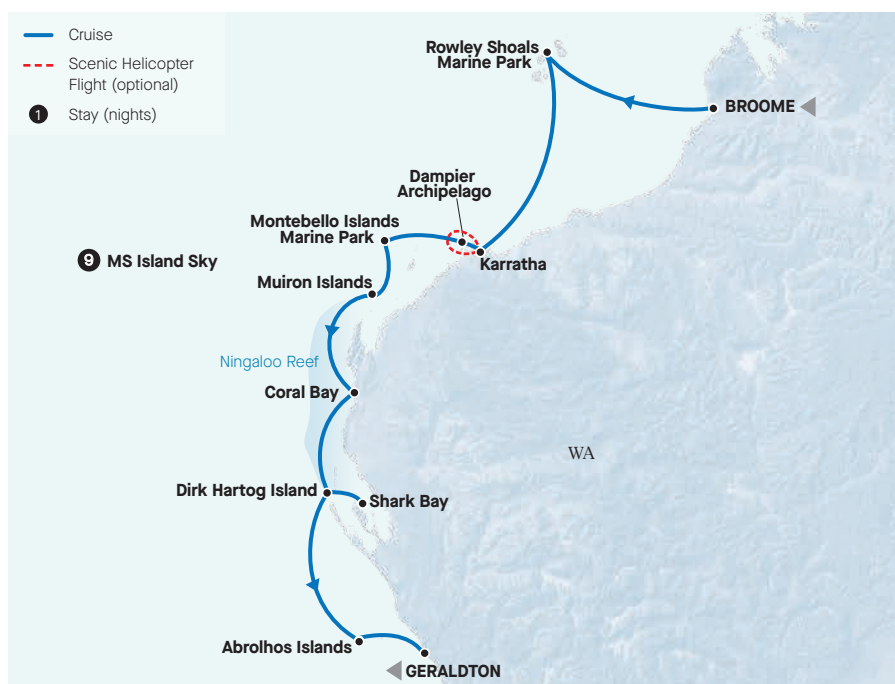 Cruise
Scenic Helicopter
Flight (optional)
1 Stay (nights)
Rowley Shoals
Marine Park
BROOME
Dampier
Archipelago
Montebello Islands
Marine Park
Karratha
9 MS Island Sky
Muiron Islands
Ningaloo Reef
Coral Bay
WA
Dirk Hartog Island
Shark Bay
Abrolhos Islands
GERALDTON